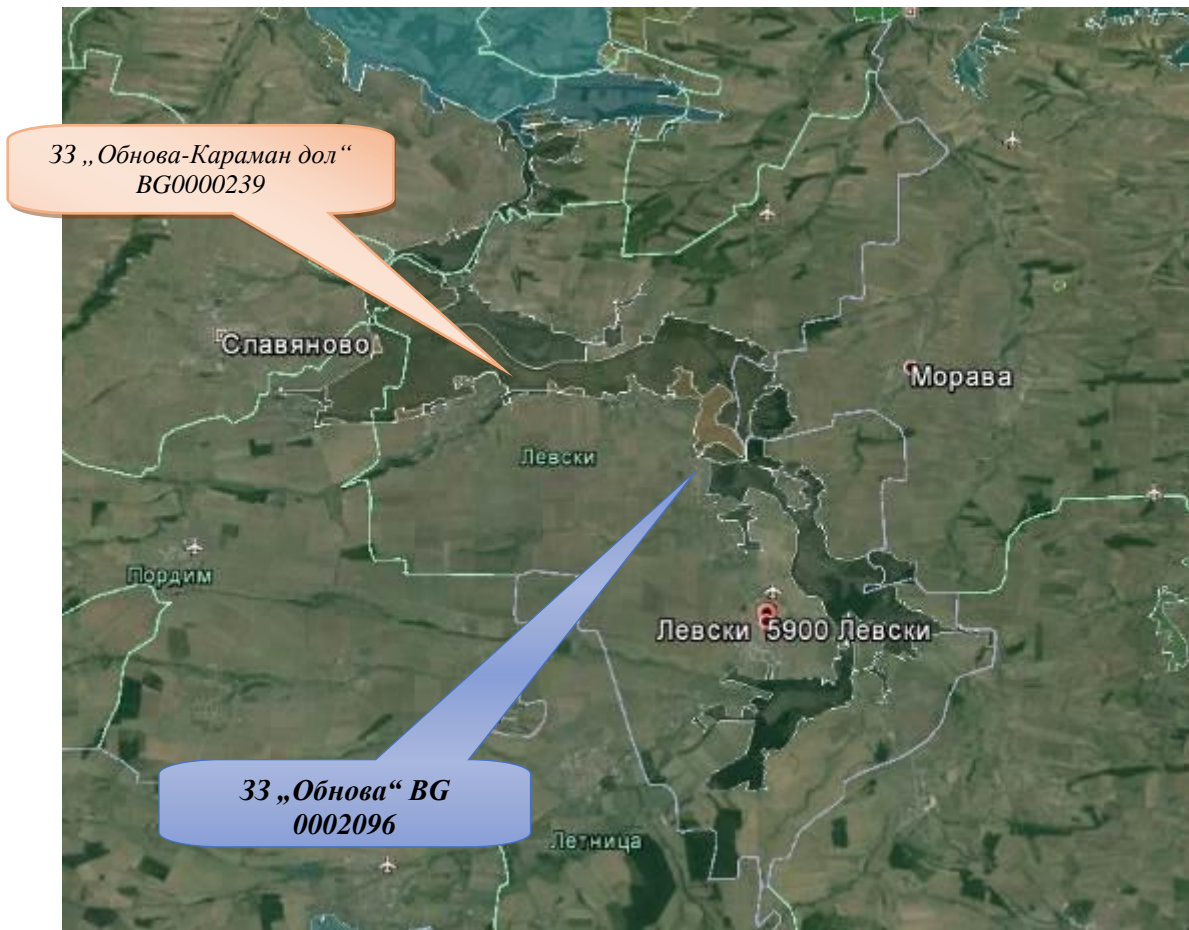 ЗЗ „Обнова-Караман дол“
BG0000239
Славяново
Морава
Левски
Пордим
Левски 5900 Левски
ЗЗ „Обнова“ BG
0002096
Летница